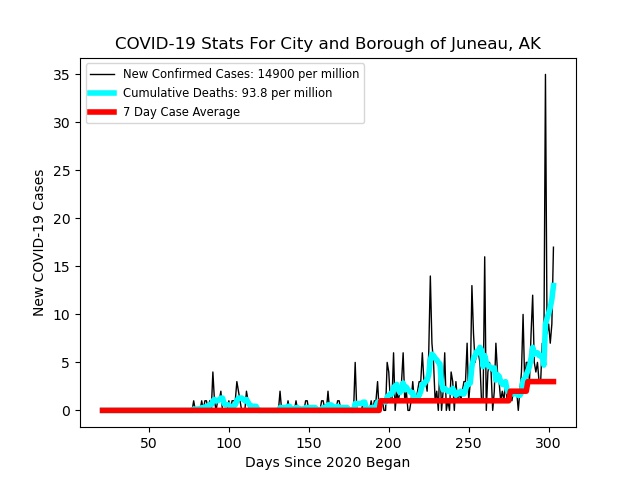 COVID-19 Stats For City and Borough of Juneau, AK
New Confirmed Cases: 14900 per million
Cumulative Deaths: 93.8 per million
7 Day Case Average
New COVID-19 Cases
35
30
25
20
15
10
5
0
50 100 150 200 250 300
Days Since 2020 Began